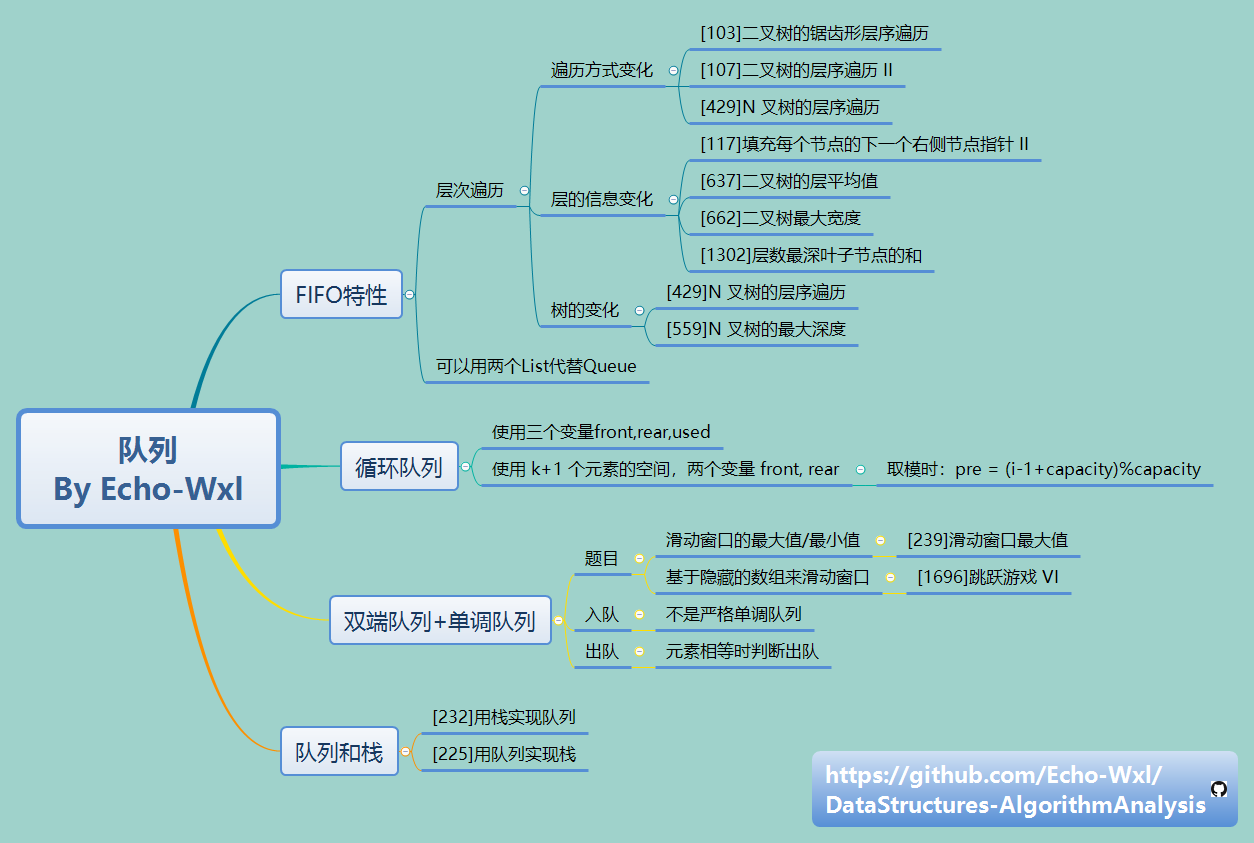 队列
By Echo-Wxl
FIFO特性
层次遍历
遍历方式变化
[103]二叉树的锯齿形层序遍历
[107]二叉树的层序遍历 II
[429]N 叉树的层序遍历
层的信息变化
[117]填充每个节点的下一个右侧节点指针 II
[637]二叉树的层平均值
[662]二叉树最大宽度
[1302]层数最深叶子节点的和
树的变化
[429]N 叉树的层序遍历
[559]N 叉树的最大深度
可以用两个List代替Queue
循环队列
使用三个变量front,rear,used
使用 k+1 个元素的空间，两个变量 front, rear
取模时：pre = (i-1+capacity)%capacity
双端队列+单调队列
题目
滑动窗口的最大值/最小值
[239]滑动窗口最大值
基于隐藏的数组来滑动窗口
[1696]跳跃游戏 VI
入队
不是严格单调队列
出队
元素相等时判断出队
队列和栈
[232]用栈实现队列
[225]用队列实现栈
https://github.com/Echo-Wxl/
DataStructures-AlgorithmAnalysis